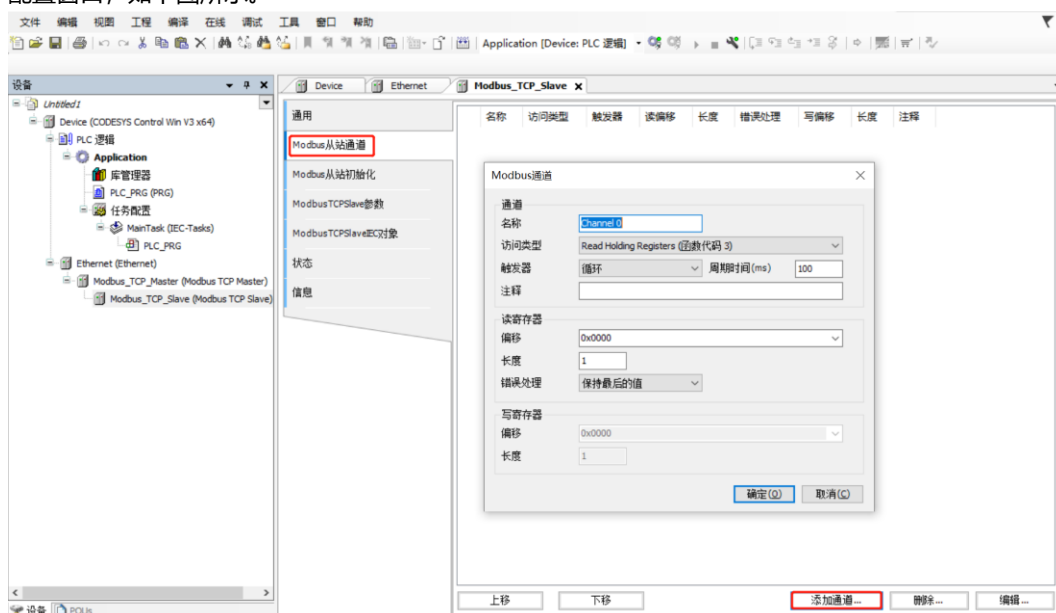 配置窗口，如下图所示。
文件 编辑 视图 工程 编译 在线 调试 工具 窗口 帮助
Application [Device: PLC 逻辑]
设备
Device
Ethernet
Modbus_TCP_Slave
Untitled1
Device (CODESYS Control Win V3 x64)
PLC 逻辑
Application
库管理器
PLC_PRG (PRG)
任务配置
MainTask (IEC-Tasks)
PLC_PRG
Ethernet (Ethernet)
Modbus_TCP_Master (Modbus TCP Master)
Modbus_TCP_Slave (Modbus TCP Slave)
通用
Modbus从站通道
Modbus从站初始化
ModbusTCPSlave参数
ModbusTCPSlaveIEC对象
状态
信息
名称 访问类型 触发器 读偏移 长度 错误处理 写偏移 长度 注释
Modbus通道
通道
名称 Channel 0
访问类型 Read Holding Registers (函数代码 3)
触发器 循环 周期时间(ms) 100
注释
读寄存器
偏移 0x0000
长度 1
错误处理 保持最后的值
写寄存器
偏移 0x0000
长度 1
确定(O) 取消(C)
上移 下移 添加通道... 删除... 编辑...
设备 POUs